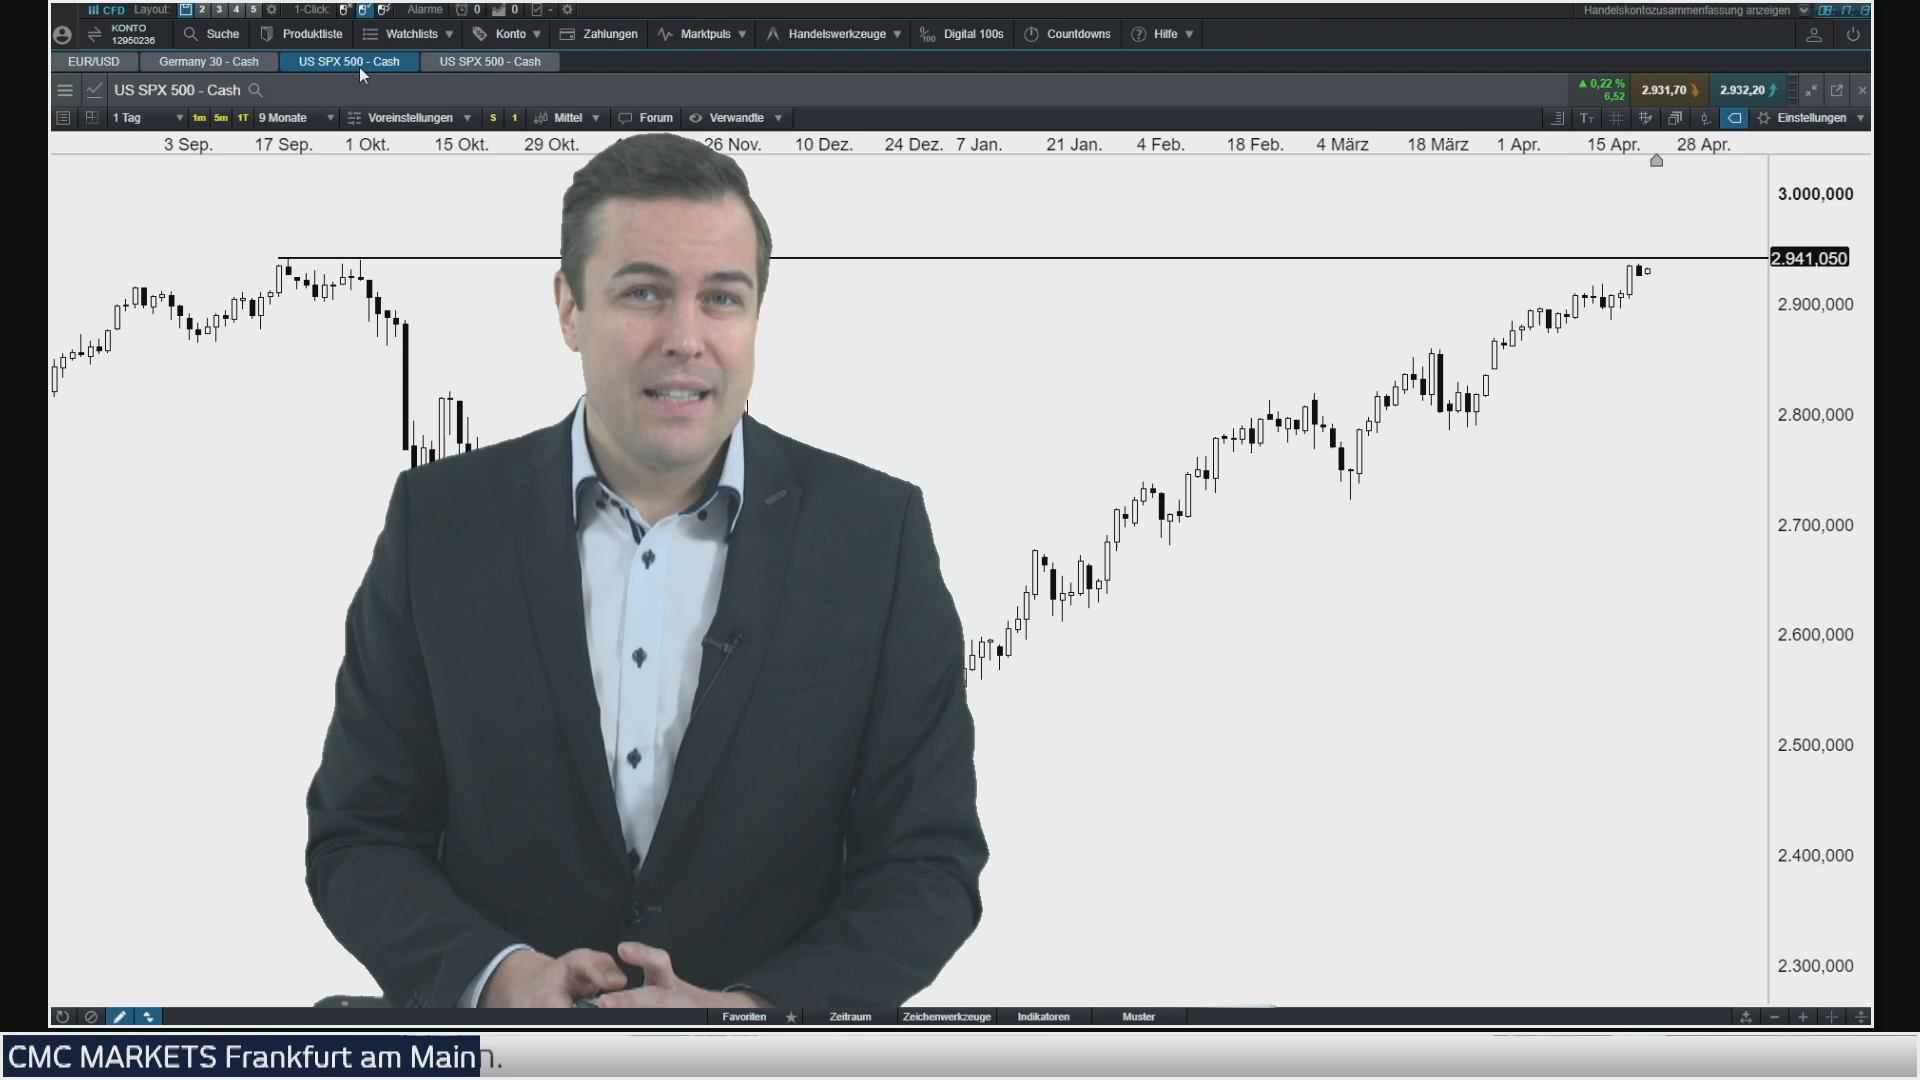 CFD Layout: 2 3 4 5 1-Click: Alarme 0 0 - Handelskontozusammenfassung anzeigen 08:17:13
KONTO 12950236 Suche Produktliste Watchlists Konto Zahlungen Marktpuls Handelswerkzeuge Digital 100s Countdowns Hilfe
EUR/USD Germany 30 - Cash US SPX 500 - Cash US SPX 500 - Cash
US SPX 500 - Cash 0,22 % 6,52 2.931,70 2.932,20
1 Tag 1m 5m 1T 9 Monate Voreinstellungen S 1 Mittel Forum Verwandte Einstellungen
3 Sep. 17 Sep. 1 Okt. 15 Okt. 29 Okt. 26 Nov. 10 Dez. 24 Dez. 7 Jan. 21 Jan. 4 Feb. 18 Feb. 4 März 18 März 1 Apr. 15 Apr. 28 Apr.
3.000,000
2.941,050
2.900,000
2.800,000
2.700,000
2.600,000
2.500,000
2.400,000
2.300,000
Favoriten Zeitraum Zeichenwerkzeuge Indikatoren Muster
CMC MARKETS Frankfurt am Main n.